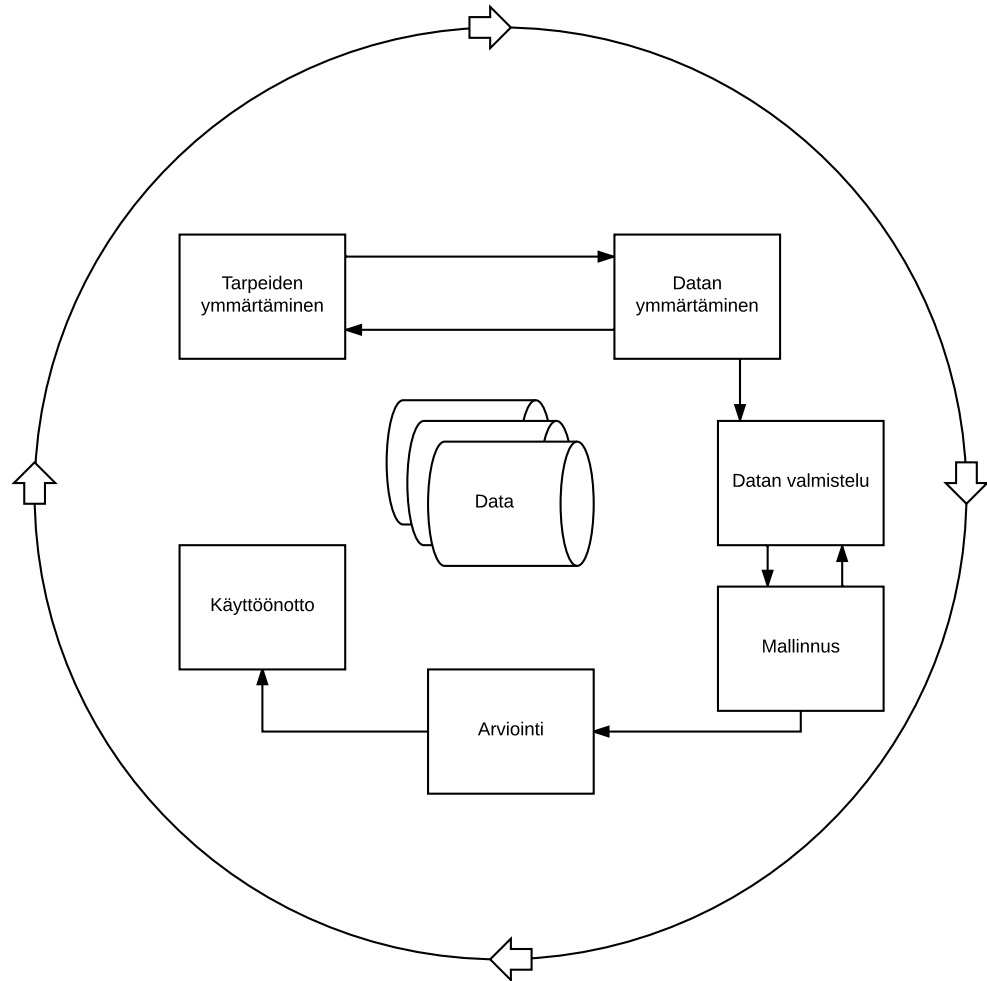 Tarpeiden
ymmärtäminen
Datan
ymmärtäminen
Datan valmistelu
Data
Käyttöönotto
Mallinnus
Arviointi